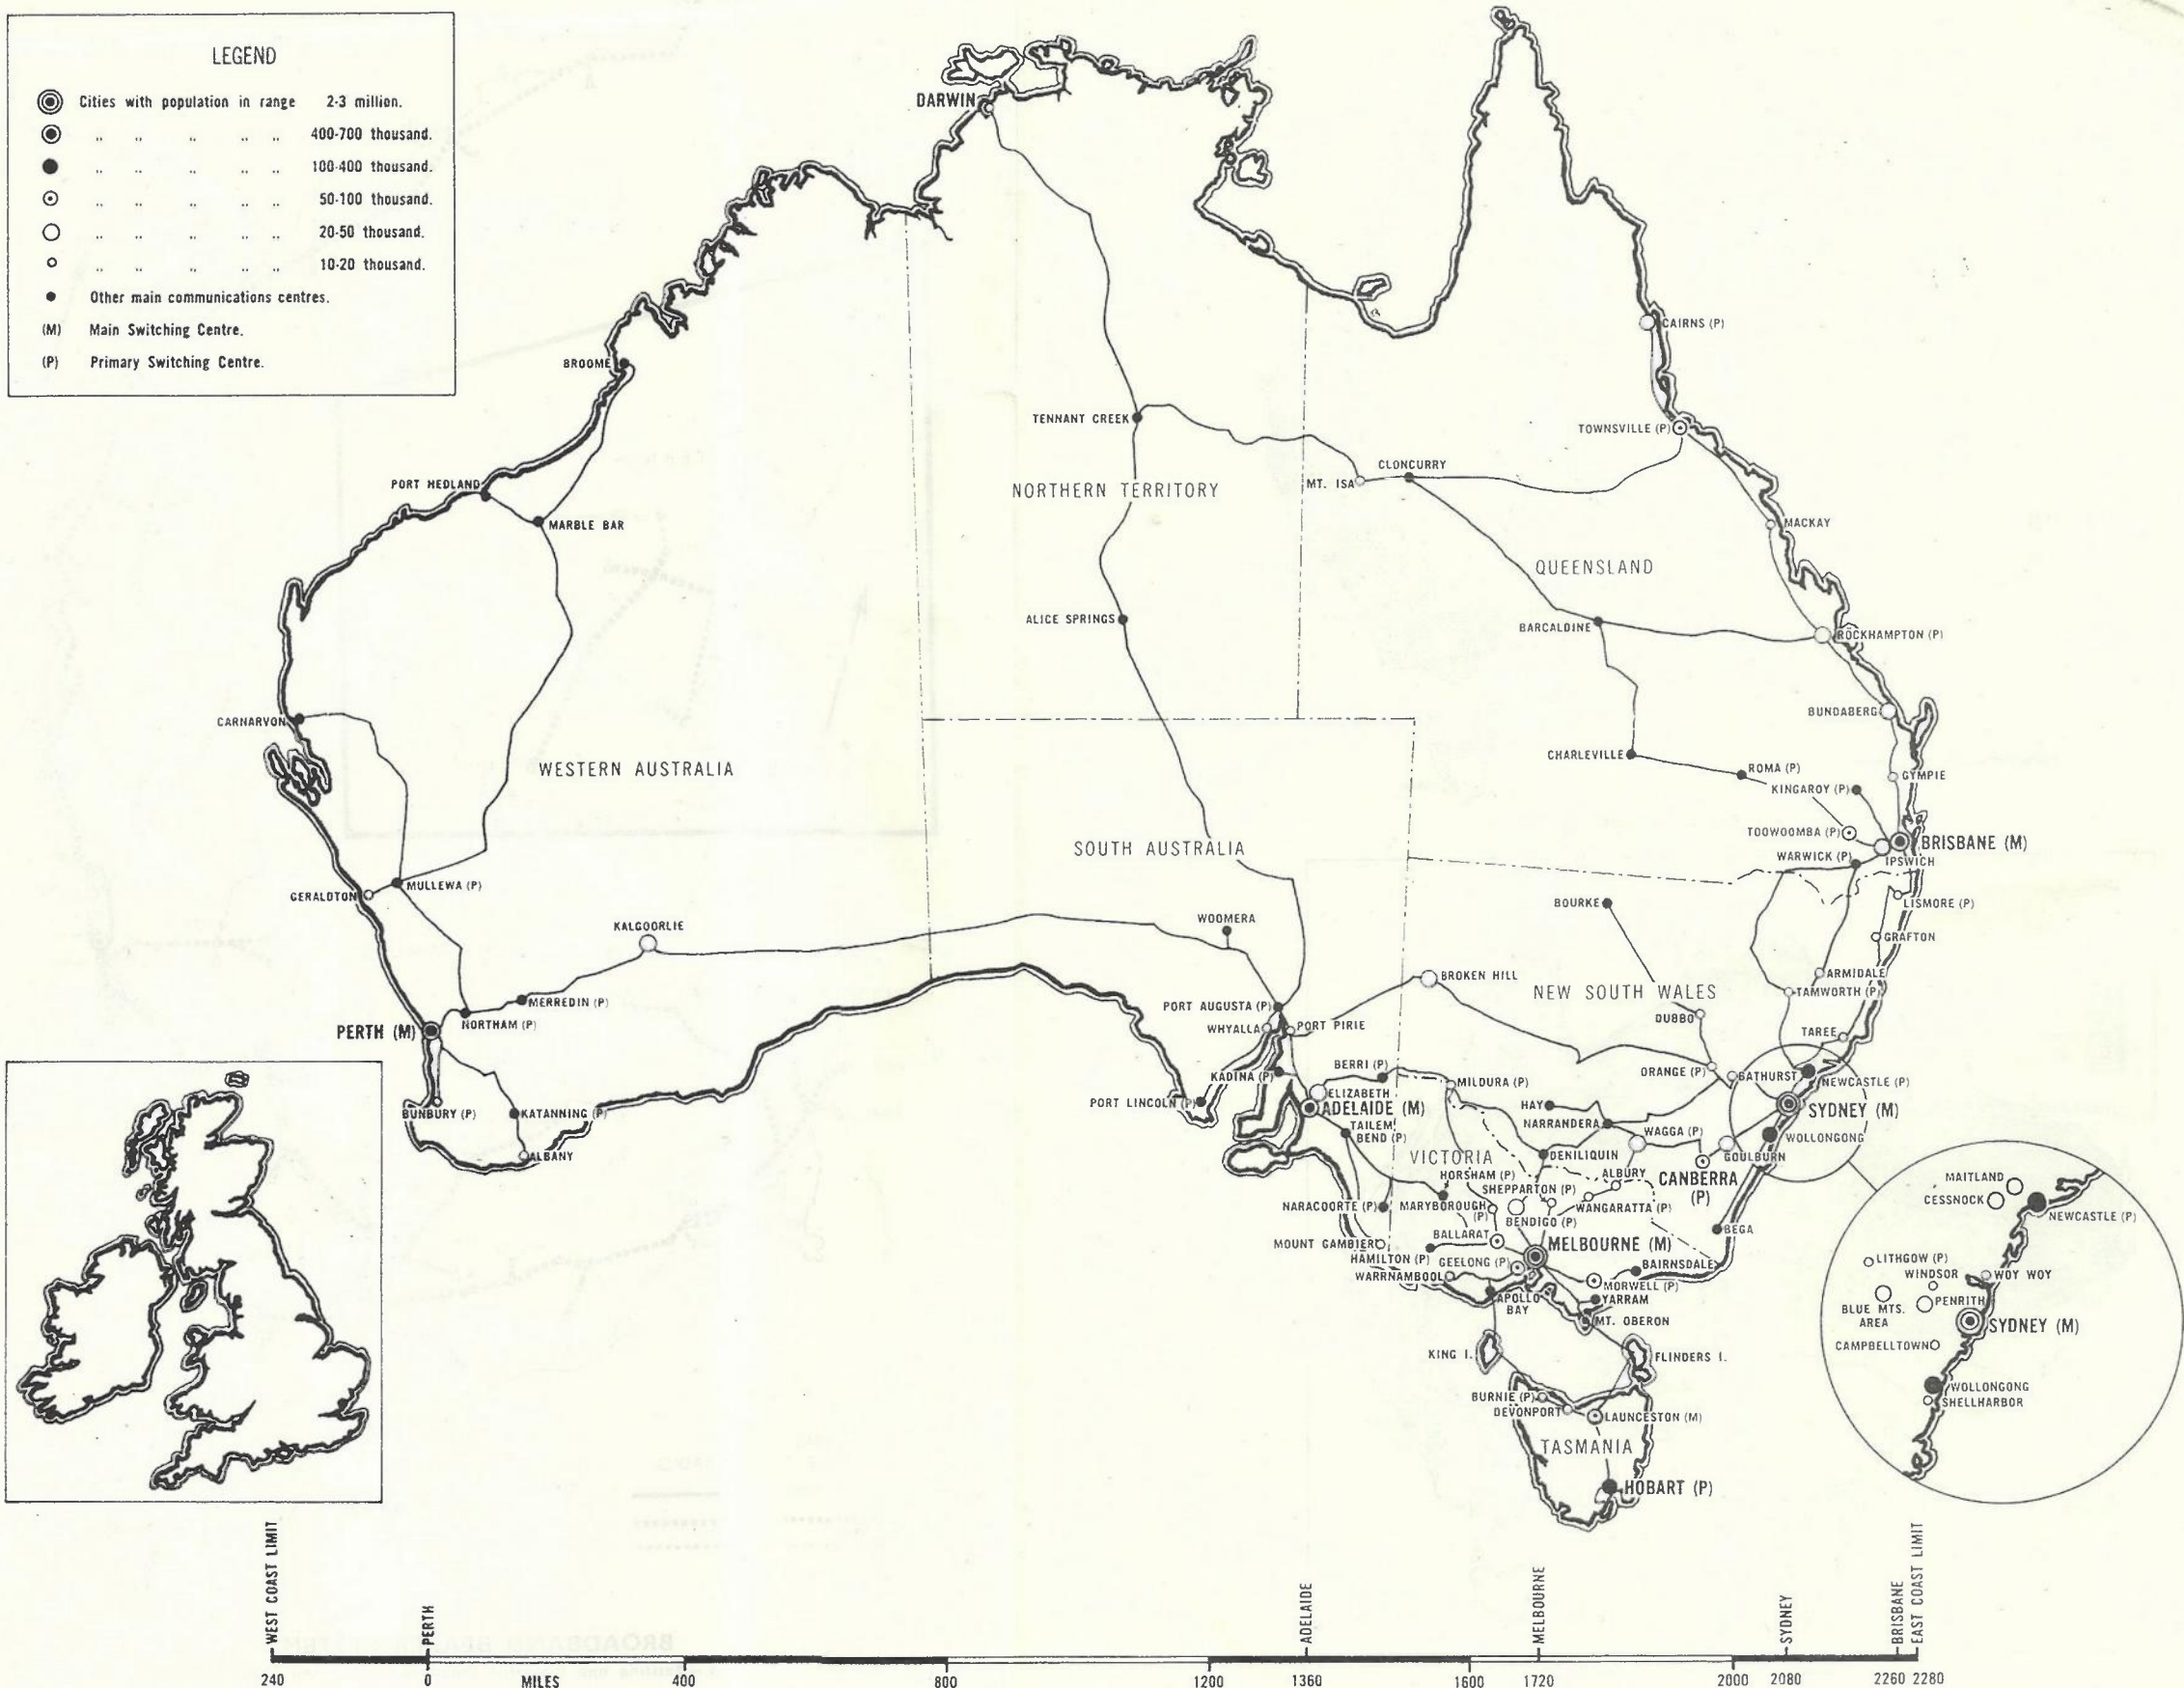 LEGEND
Cities with population in range 2-3 million.
,, ,, ,, ,, ,, 400-700 thousand.
,, ,, ,, ,, ,, 100-400 thousand.
,, ,, ,, ,, ,, 50-100 thousand.
,, ,, ,, ,, ,, 20-50 thousand.
,, ,, ,, ,, ,, 10-20 thousand.
Other main communications centres.
(M) Main Switching Centre.
(P) Primary Switching Centre.
DARWIN
BROOME
CAIRNS (P)
TENNANT CREEK
TOWNSVILLE (P)
PORT HEDLAND
MARBLE BAR
NORTHERN TERRITORY
MT. ISA
CLONCURRY
MACKAY
QUEENSLAND
ALICE SPRINGS
BARCALDINE
ROCKHAMPTON (P)
CARNARVON
BUNDABERG
WESTERN AUSTRALIA
CHARLEVILLE
ROMA (P)
GYMPIE
KINGAROY (P)
TOOWOOMBA (P)
BRISBANE (M)
SOUTH AUSTRALIA
WARWICK (P)
IPSWICH
MULLEWA (P)
GERALDTON
BOURKE
LISMORE (P)
KALGOORLIE
WOOMERA
GRAFTON
BROKEN HILL
ARMIDALE
NEW SOUTH WALES
TAMWORTH (P)
MERREDIN (P)
NORTHAM (P)
PORT AUGUSTA (P)
DUBBO
PERTH (M)
WHYALLA
PORT PIRIE
TAREE
BERRI (P)
KADINA (P)
MILDURA (P)
ORANGE (P)
BATHURST
NEWCASTLE (P)
BUNBURY (P)
KATANNING (P)
PORT LINCOLN (P)
ELIZABETH
ADELAIDE (M)
HAY
SYDNEY (M)
TAILEM
BEND (P)
NARRANDERA
WAGGA (P)
WOLLONGONG
ALBANY
VICTORIA
DENILIQUIN
GOULBURN
HORSHAM (P)
ALBURY
CANBERRA
(P)
SHEPPARTON (P)
NARACOORTE (P)
MARYBOROUGH
(P)
WANGARATTA (P)
BENDIGO (P)
BEGA
BALLARAT
MOUNT GAMBIER
MELBOURNE (M)
HAMILTON (P)
GEELONG (P)
BAIRNSDALE
WARRNAMBOOL
MORWELL (P)
APOLLO
BAY
YARRAM
MT. OBERON
KING I.
FLINDERS I.
BURNIE (P)
DEVONPORT
LAUNCESTON (M)
TASMANIA
HOBART (P)
MAITLAND
CESSNOCK
NEWCASTLE (P)
LITHGOW (P)
WINDSOR
WOY WOY
BLUE MTS.
AREA
PENRITH
SYDNEY (M)
CAMPBELLTOWN
WOLLONGONG
SHELLHARBOR
WEST COAST LIMIT
PERTH
ADELAIDE
MELBOURNE
SYDNEY
BRISBANE
EAST COAST LIMIT
240 0 MILES 400 800 1200 1360 1600 1720 2000 2080 2260 2280